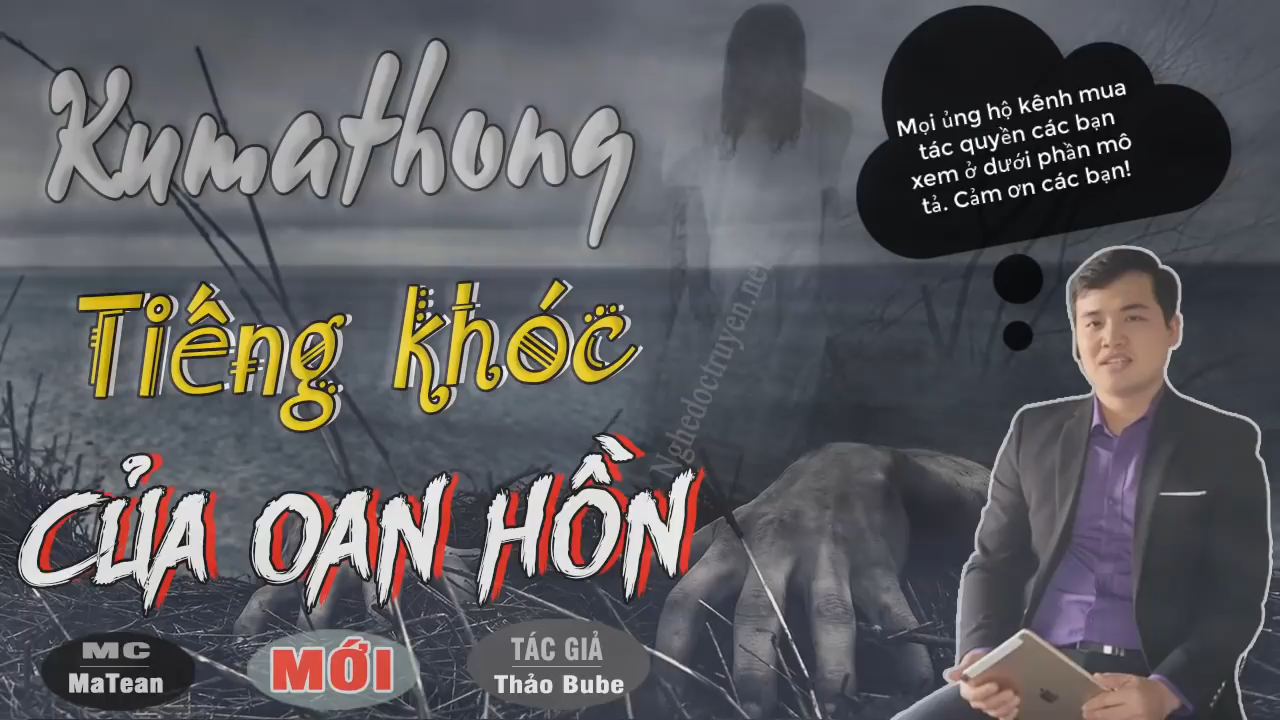 Kumathong
Tiếng khóc
CỦA OAN HỒN
Mọi ủng hộ kênh mua
tác quyền các bạn
xem ở dưới phần mô
tả. Cảm ơn các bạn!
Nghedoctruyen.net
MC
MaTean
MỚI
TÁC GIẢ
Thảo Bube